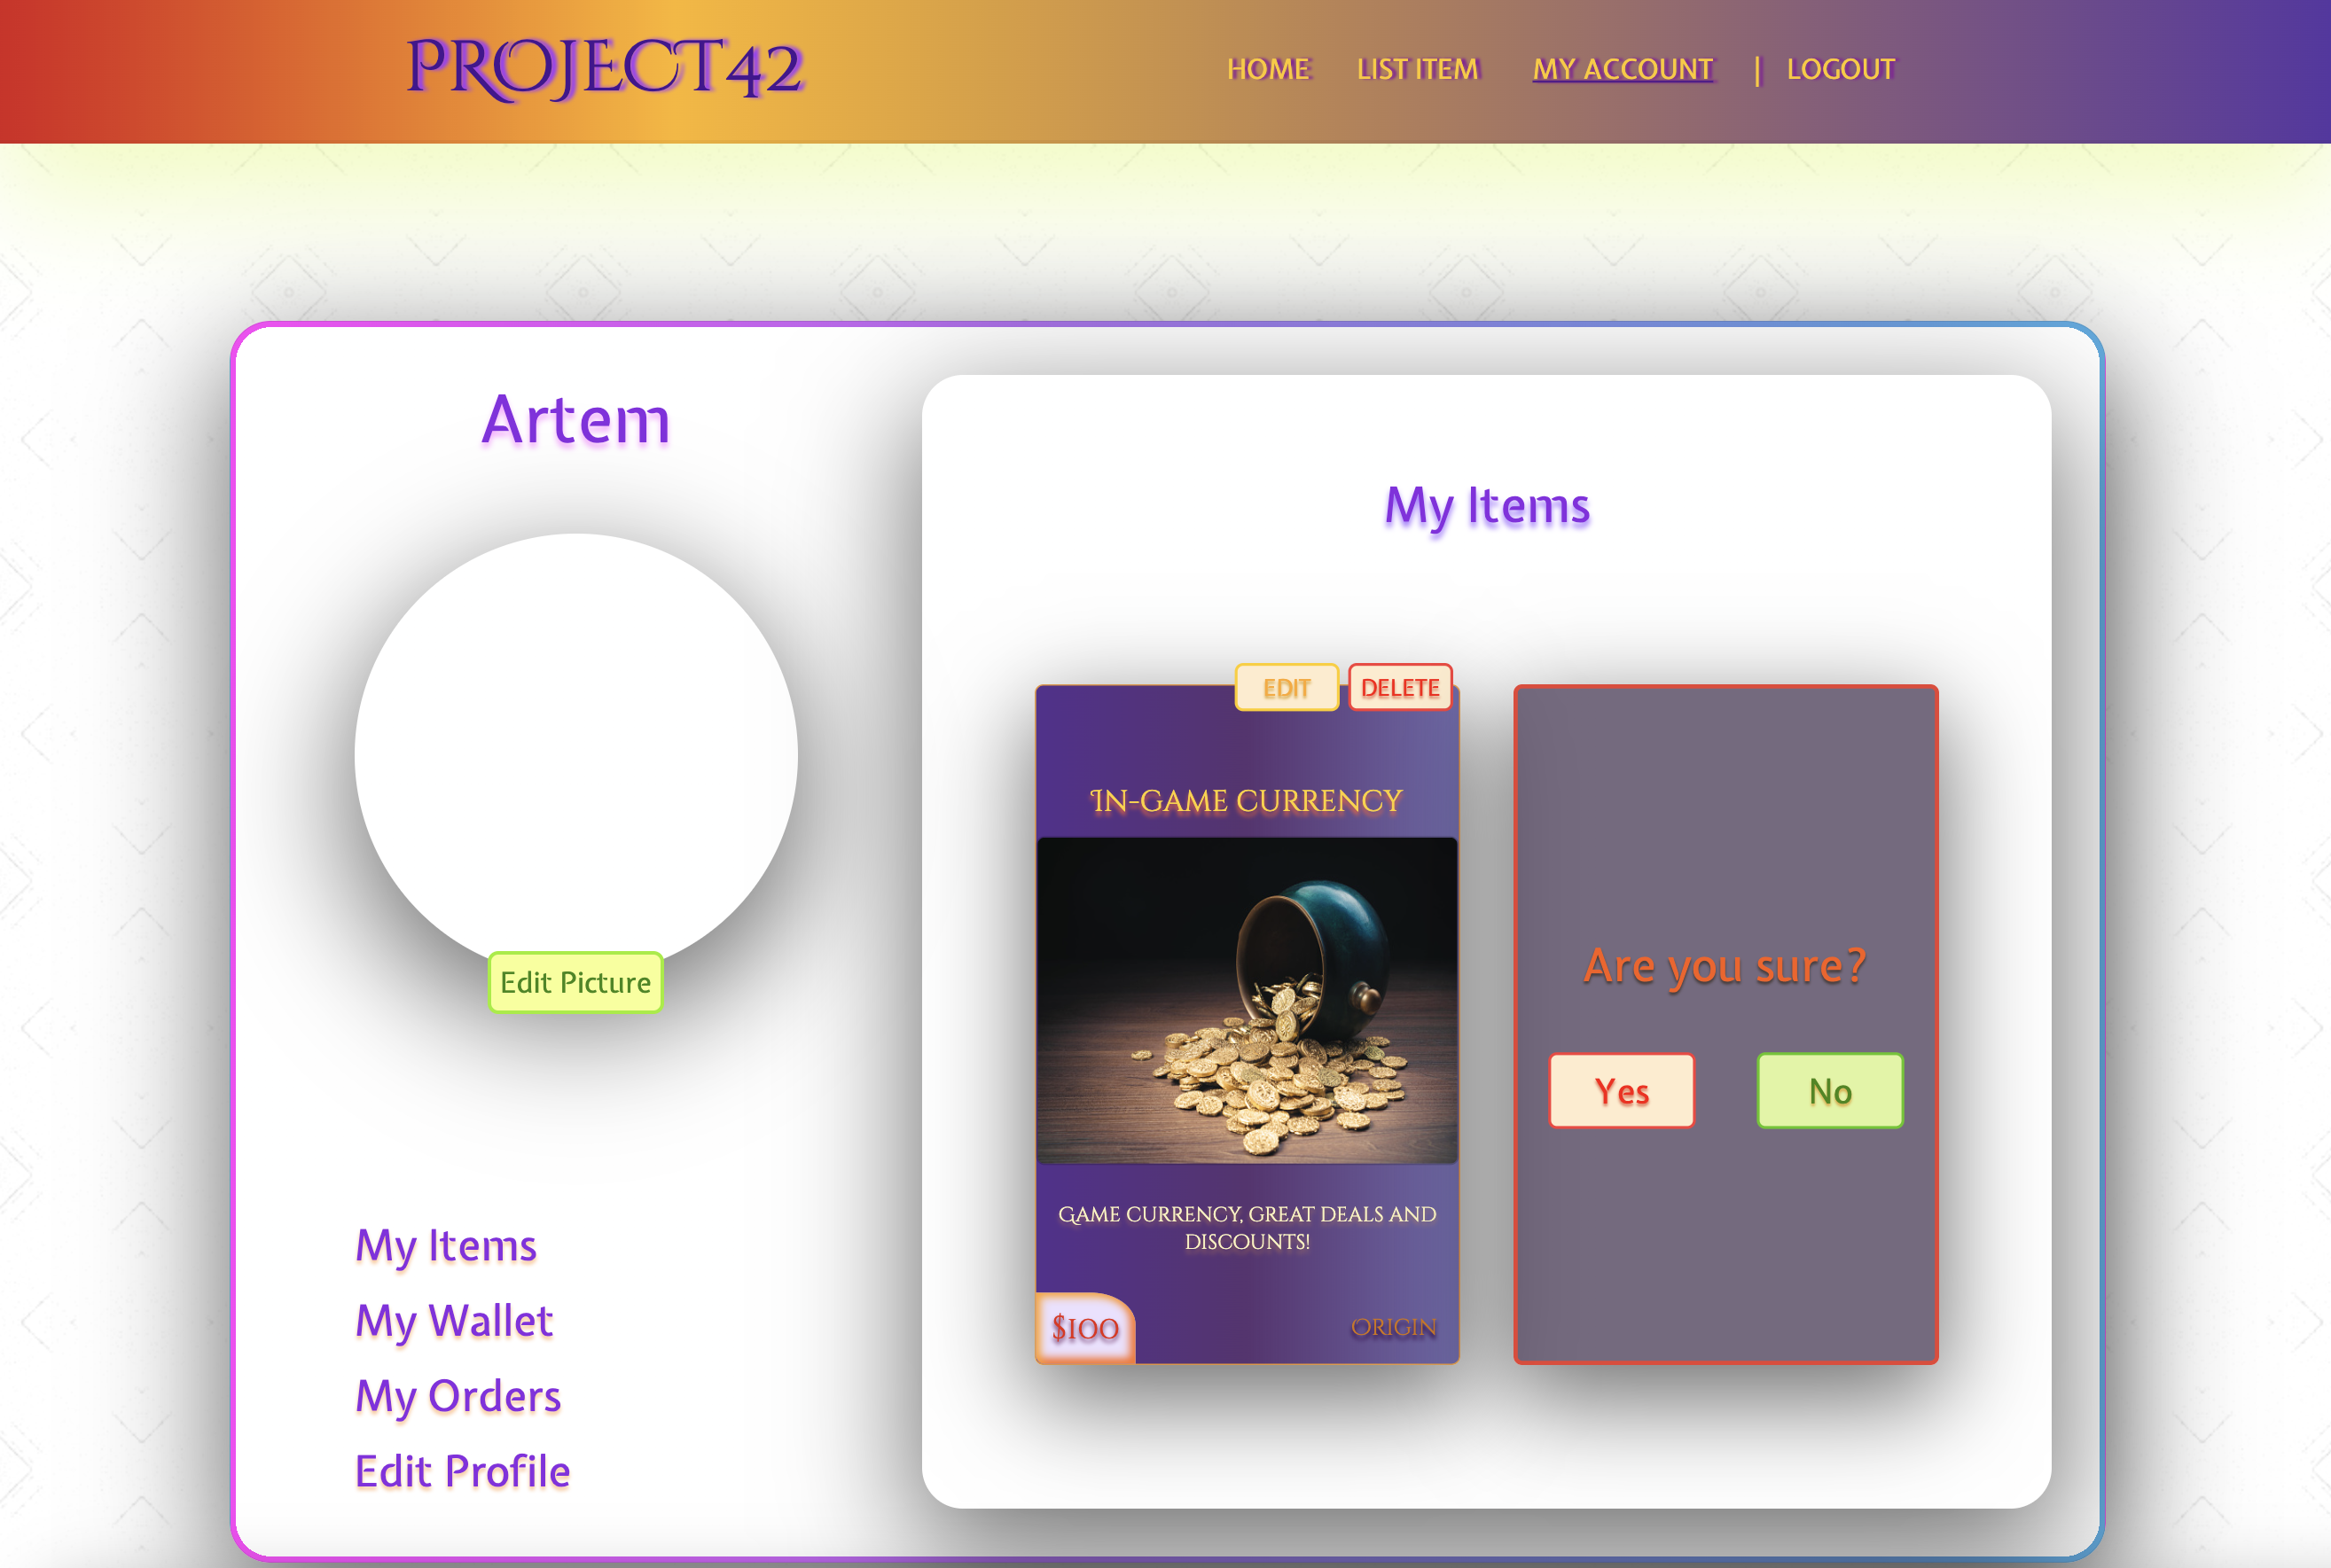 PROJECT42
HOME LIST ITEM MY ACCOUNT | LOGOUT
Artem
Edit Picture
My Items
My Wallet
My Orders
Edit Profile
My Items
EDIT DELETE
In-game currency
Game currency, great deals and
discounts!
$100
Origin
Are you sure?
Yes No